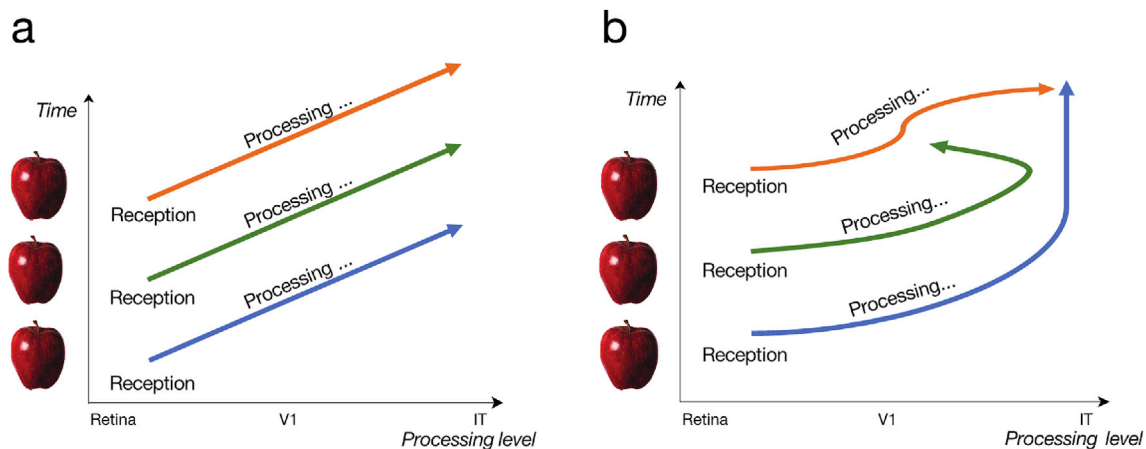 a
Time
Processing ...
Reception
Processing ...
Reception
Processing ...
Reception
Retina
V1
IT
Processing level
b
Time
Processing...
Reception
Processing...
Reception
Processing...
Reception
Retina
V1
IT
Processing level